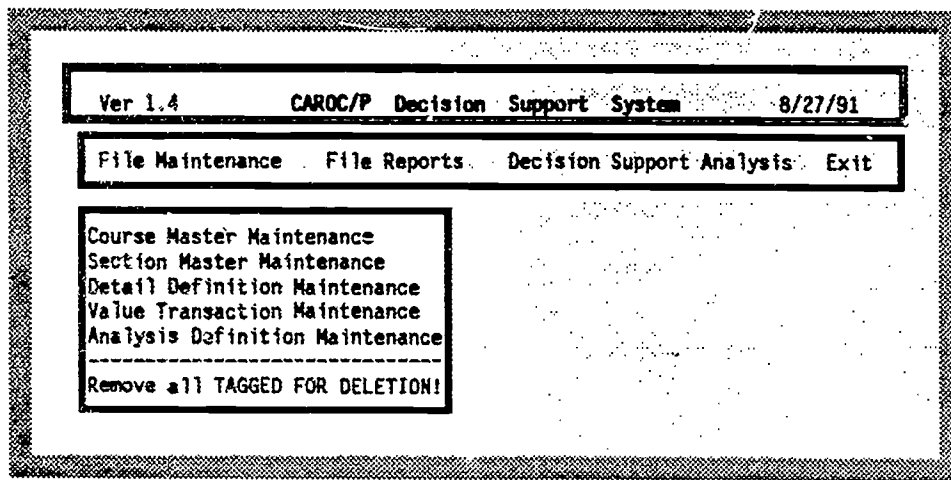 Ver 1.4 CAROC/P Decision Support System 8/27/91
File Maintenance File Reports Decision Support Analysis Exit
Course Master Maintenance
Section Master Maintenance
Detail Definition Maintenance
Value Transaction Maintenance
Analysis Definition Maintenance
--------------------------------
Remove all TAGGED FOR DELETION!